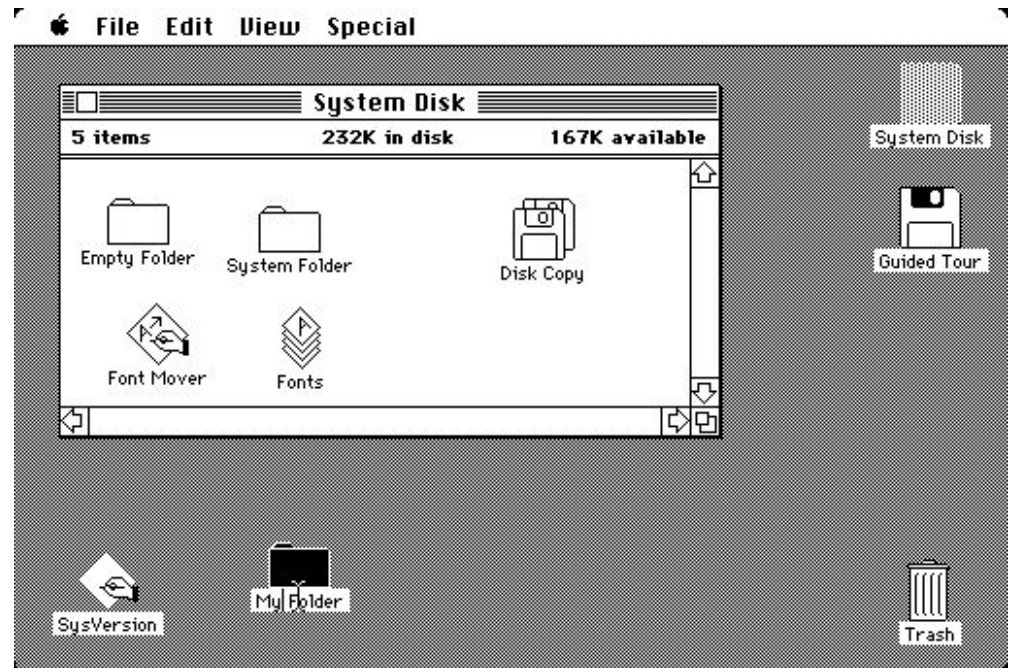 File Edit View Special
System Disk
5 items 232K in disk 167K available
Empty Folder System Folder Disk Copy
Font Mover Fonts
System Disk
Guided Tour
SysVersion
My Folder
Trash